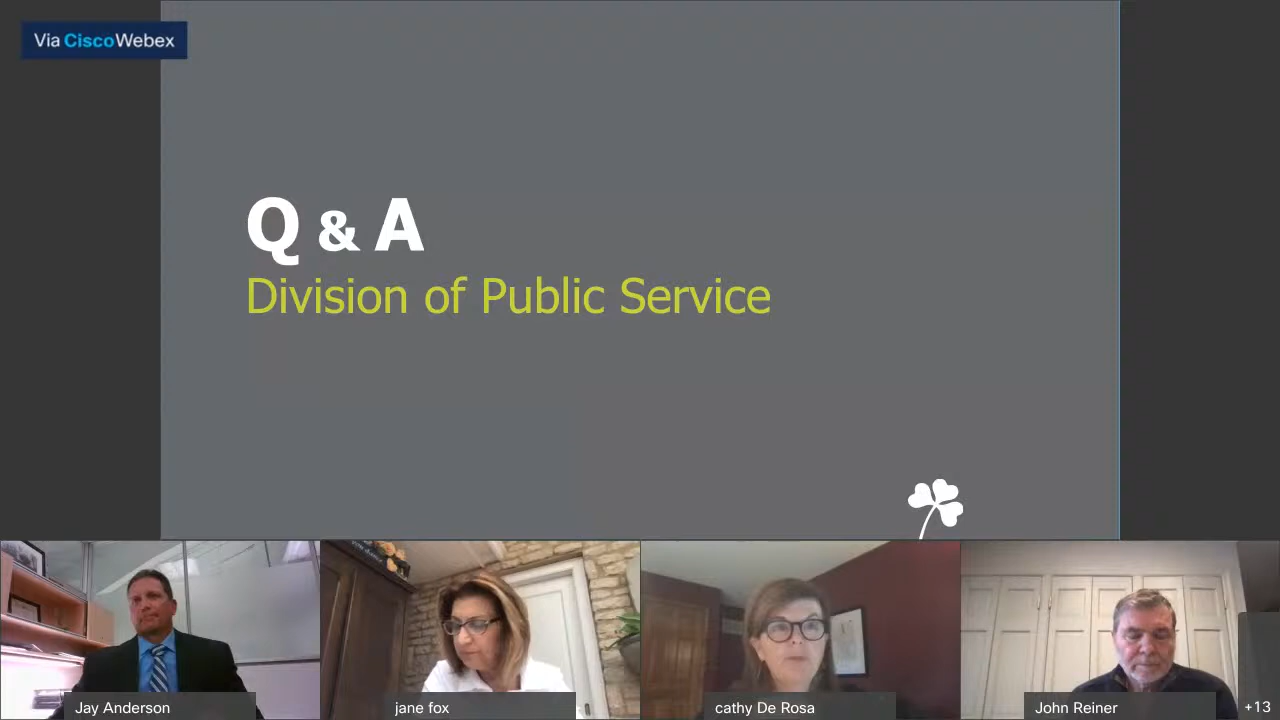 Via CiscoWebex
Q & A
Division of Public Service
Jay Anderson
jane fox
cathy De Rosa
John Reiner
+13